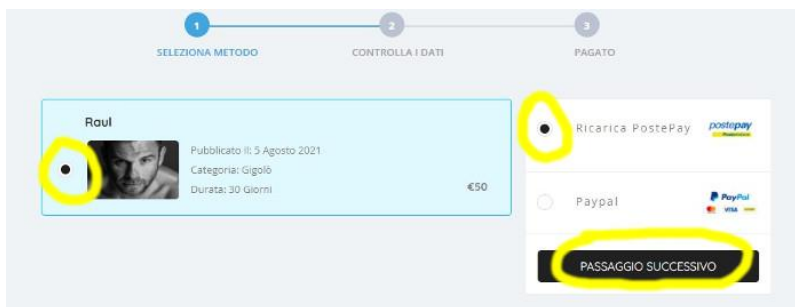 1
2
3
SELEZIONA METODO
CONTROLLA I DATI
PAGATO
Raul
Pubblicato Il: 5 Agosto 2021
Categoria: Gigolò
Durata: 30 Giorni
€50
Ricarica PostePay
postepay
Paypal
PayPal
VISA
PASSAGGIO SUCCESSIVO